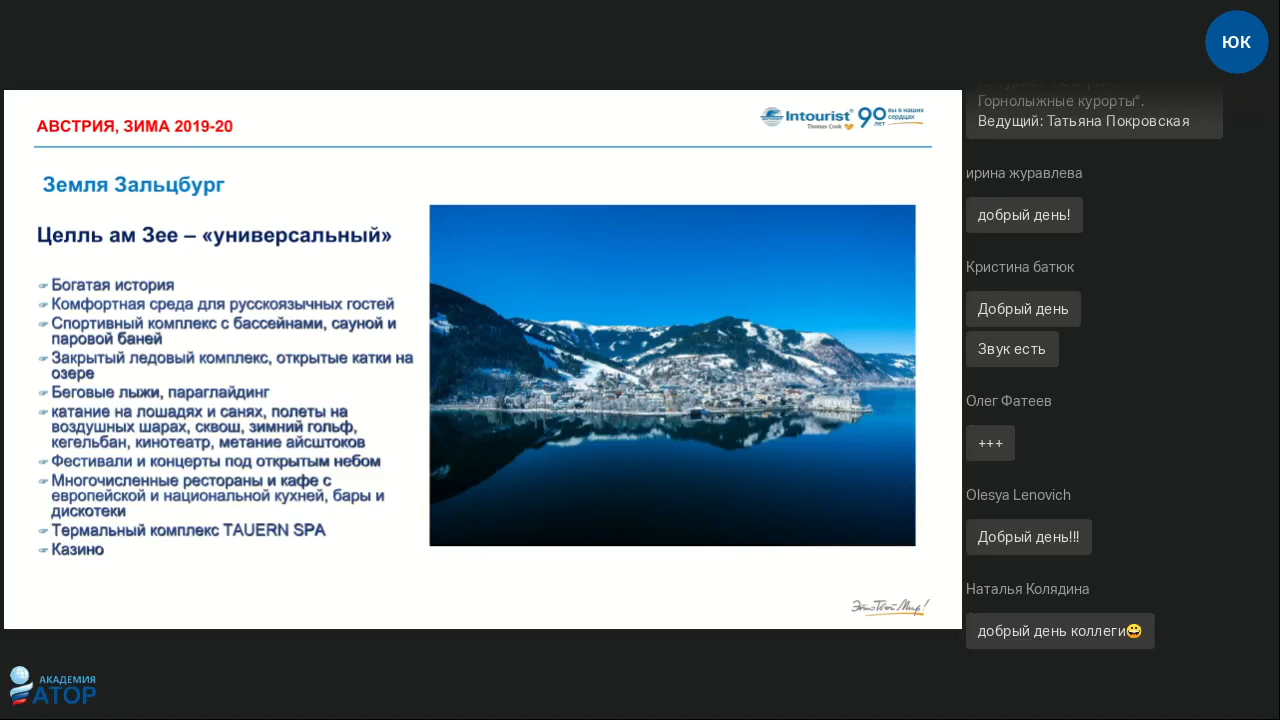 ЮК
АВСТРИЯ, ЗИМА 2019-20
Intourist
Thomas Cook
90 лет
вы в наших
сердцах
Земля Зальцбург
Целль ам Зее – «универсальный»
Богатая история
Комфортная среда для русскоязычных гостей
Спортивный комплекс с бассейнами, сауной и
паровой баней
Закрытый ледовый комплекс, открытые катки на
озере
Беговые лыжи, параглайдинг
катание на лошадях и санях, полеты на
воздушных шарах, сквош, зимний гольф,
кегельбан, кинотеатр, метание айсштоков
Фестивали и концерты под открытым небом
Многочисленные рестораны и кафе с
европейской и национальной кухней, бары и
дискотеки
Термальный комплекс TAUERN SPA
Казино
Это Твой Мир!
АКАДЕМИЯ
АТОР
Горнолыжные курорты".
Ведущий: Татьяна Покровская
ирина журавлева
добрый день!
Кристина батюк
Добрый день
Звук есть
Олег Фатеев
+++
Olesya Lenovich
Добрый день!!!
Наталья Колядина
добрый день коллеги😀